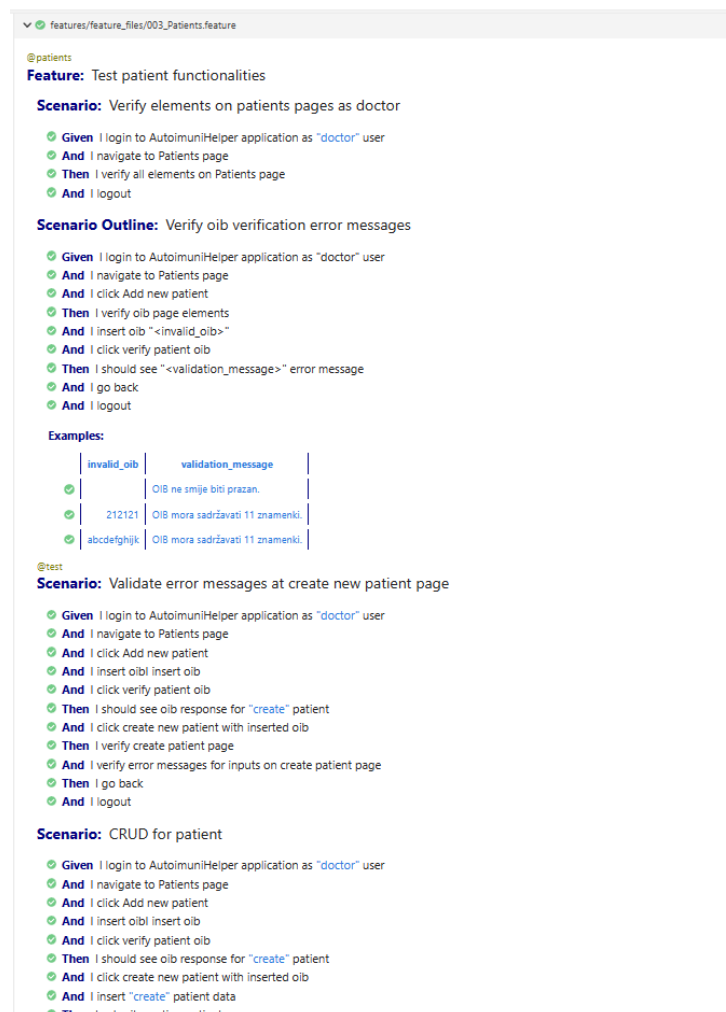 features/feature_files/003_Patients.feature
@patients
Feature: Test patient functionalities
Scenario: Verify elements on patients pages as doctor
Given I login to AutoimuniHelper application as "doctor" user
And I navigate to Patients page
Then I verify all elements on Patients page
And I logout
Scenario Outline: Verify oib verification error messages
Given I login to AutoimuniHelper application as "doctor" user
And I navigate to Patients page
And I click Add new patient
Then I verify oib page elements
And I insert oib "<invalid_oib>"
And I click verify patient oib
Then I should see "<validation_message>" error message
And I go back
And I logout
Examples:
invalid_oib validation_message
OIB ne smije biti prazan.
212121 OIB mora sadržavati 11 znamenki.
abcdefghijk OIB mora sadržavati 11 znamenki.
@test
Scenario: Validate error messages at create new patient page
Given I login to AutoimuniHelper application as "doctor" user
And I navigate to Patients page
And I click Add new patient
And I insert oibI insert oib
And I click verify patient oib
Then I should see oib response for "create" patient
And I click create new patient with inserted oib
Then I verify create patient page
And I verify error messages for inputs on create patient page
Then I go back
And I logout
Scenario: CRUD for patient
Given I login to AutoimuniHelper application as "doctor" user
And I navigate to Patients page
And I click Add new patient
And I insert oibI insert oib
And I click verify patient oib
Then I should see oib response for "create" patient
And I click create new patient with inserted oib
And I insert "create" patient data